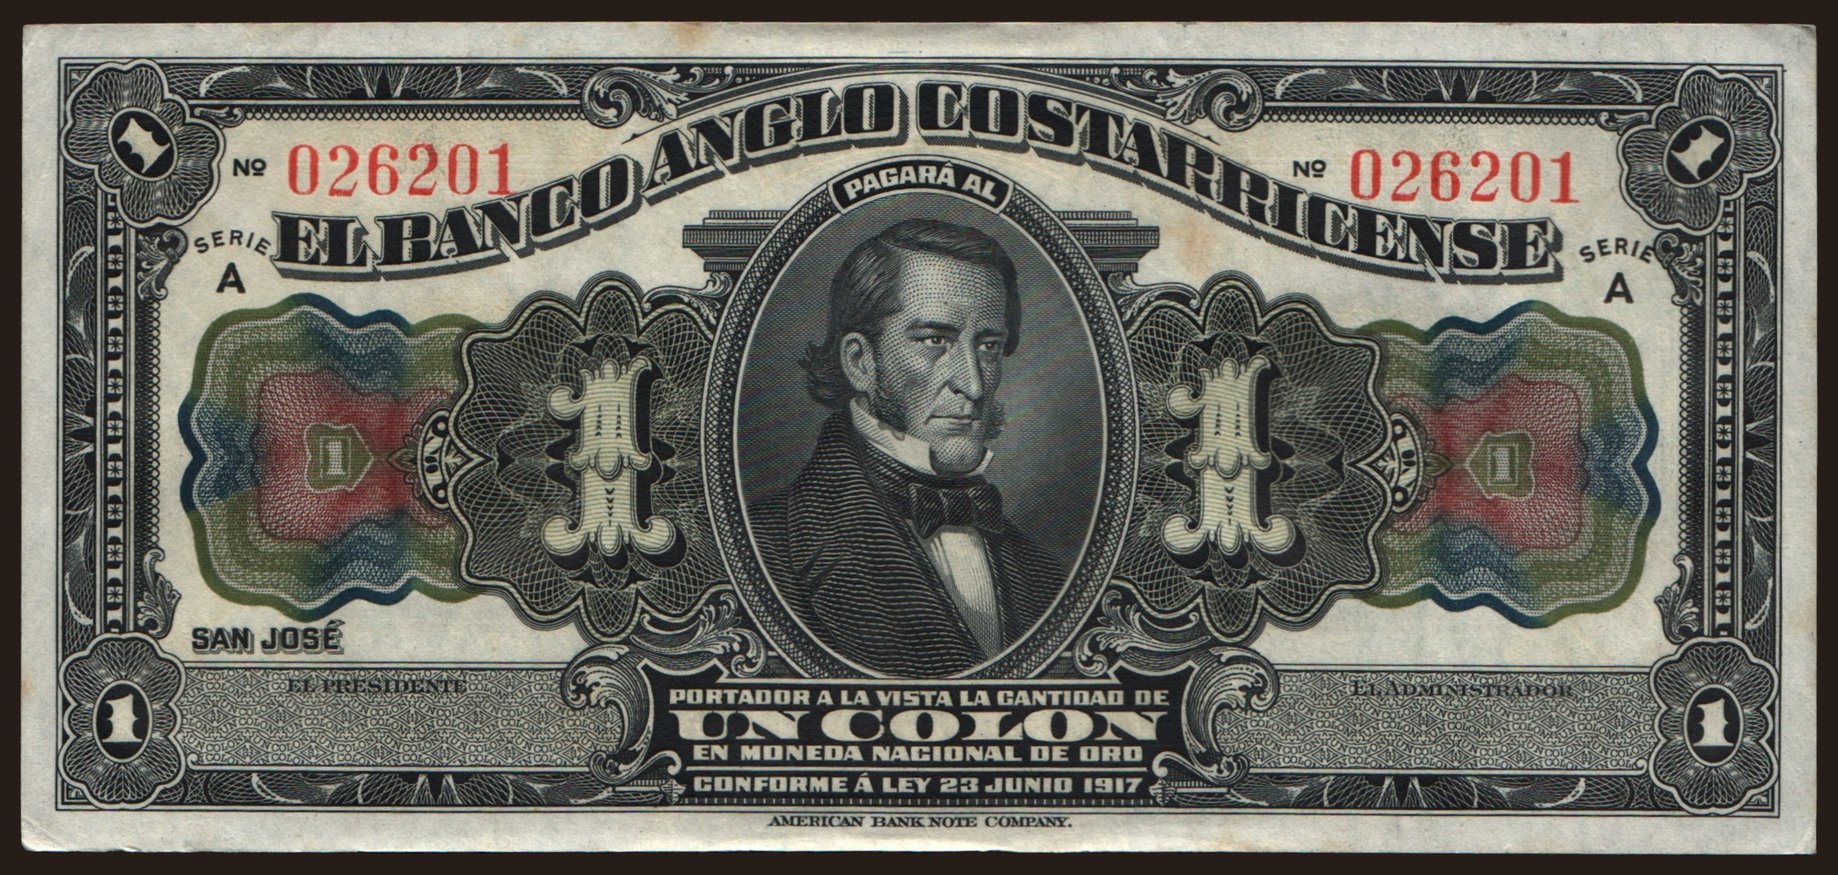 1
1
Nº 026201
Nº 026201
EL BANCO ANGLO COSTARRICENSE
SERIE
A
SERIE
A
PAGARÁ AL
1
UN
1
1
UN
1
SAN JOSÉ
EL PRESIDENTE
EL ADMINISTRADOR
PORTADOR A LA VISTA LA CANTIDAD DE
UN COLON
EN MONEDA NACIONAL DE ORO
CONFORME Á LEY 23 JUNIO 1917
1
1
AMERICAN BANK NOTE COMPANY.